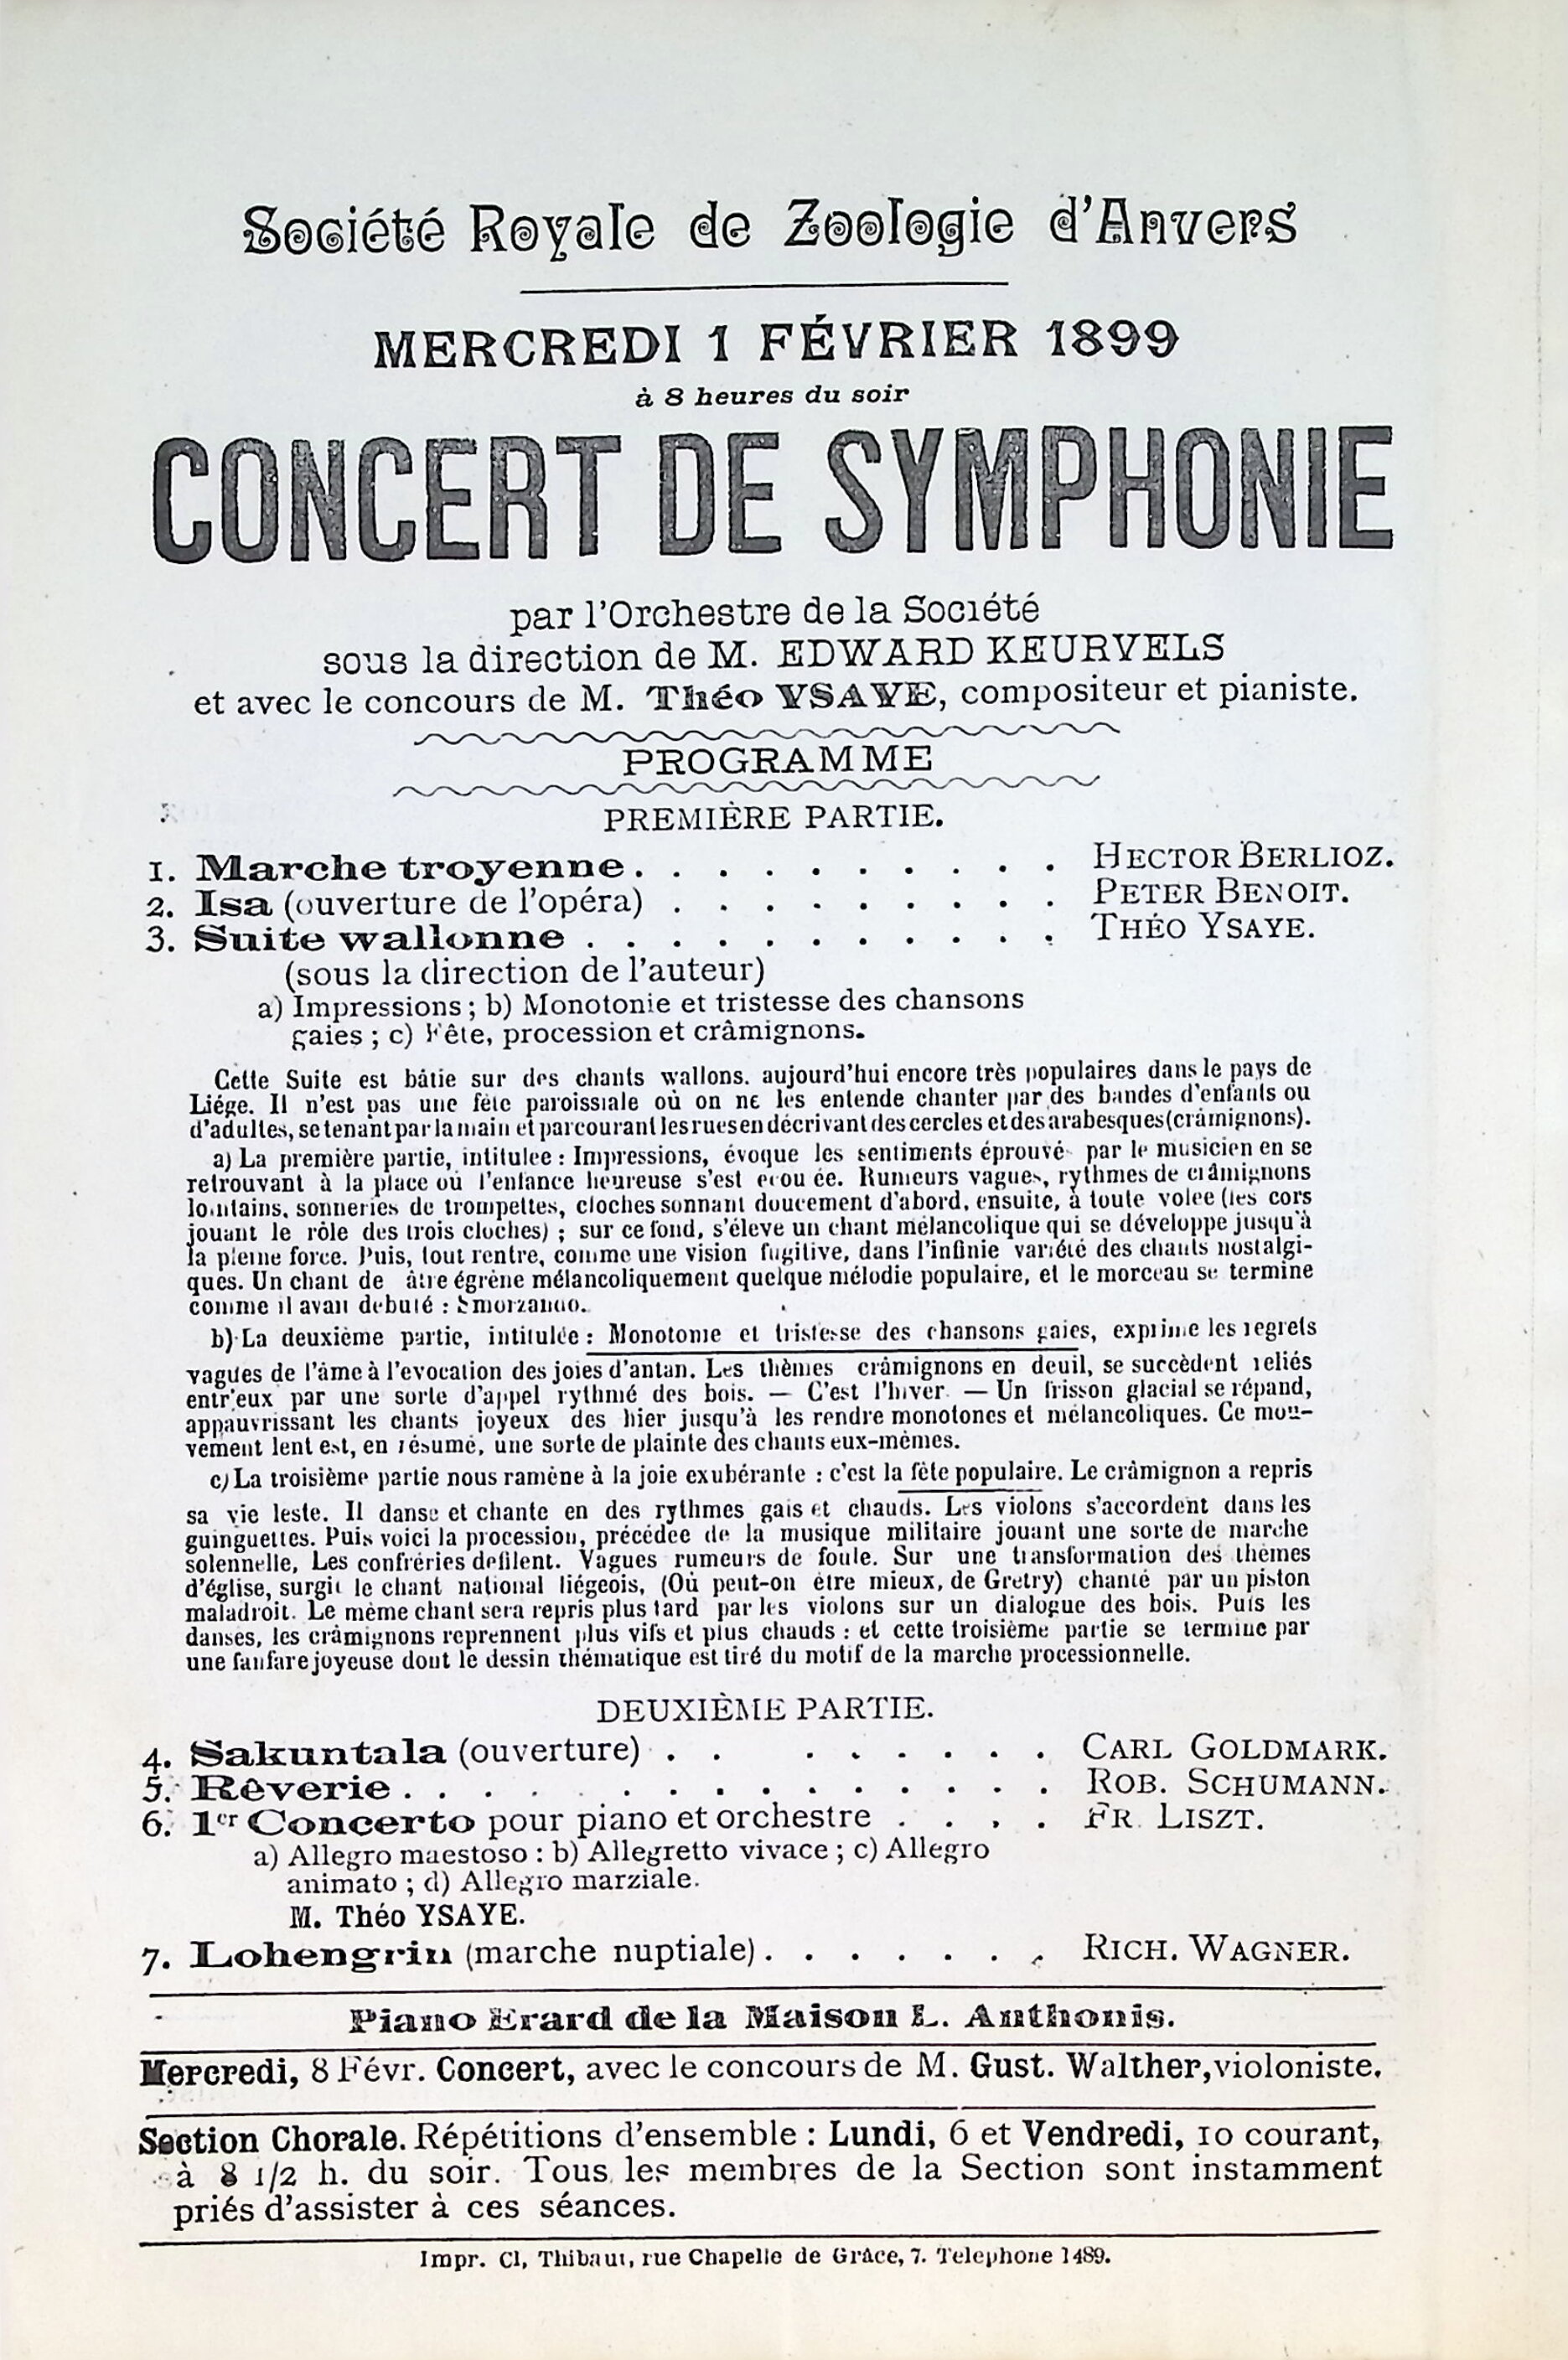 Société Royale de Zoologie d'Anvers
MERCREDI 1 FÉVRIER 1899
à 8 heures du soir
CONCERT DE SYMPHONIE
par l'Orchestre de la Société
sous la direction de M. EDWARD KEURVELS
et avec le concours de M. Théo YSAYE, compositeur et pianiste.
PROGRAMME
PREMIÈRE PARTIE.
1. Marche troyenne. . . . . . . . . . . HECTOR BERLIOZ.
2. Isa (ouverture de l'opéra) . . . . . . . . . PETER BENOIT.
3. Suite wallonne . . . . . . . . . . . THÉO YSAYE.
(sous la direction de l'auteur)
a) Impressions ; b) Monotonie et tristesse des chansons
gaies ; c) Fête, procession et crâmignons.
Cette Suite est bâtie sur des chants wallons. aujourd'hui encore très populaires dans le pays de
Liége. Il n'est pas une fête paroissiale où on ne les entende chanter par des bandes d'enfants ou
d'adultes, se tenant par la main et parcourant les rues en décrivant des cercles et des arabesques (crâmignons).
a) La première partie, intitulée : Impressions, évoque les sentiments éprouvé par le musicien en se
retrouvant à la place où l'enfance heureuse s'est écoulée. Rumeurs vagues, rythmes de crâmignons
lointains, sonneries de trompettes, cloches sonnant doucement d'abord, ensuite, à toute volee (les cors
jouant le rôle des trois cloches) ; sur ce fond, s'éleve un chant mélancolique qui se développe jusqu'à
la pleine force. Puis, tout rentre, comme une vision fugitive, dans l'infinie variété des chants nostalgi-
ques. Un chant de âtre égrène mélancoliquement quelque mélodie populaire, et le morceau se termine
comme il avait debuté : Smorzando.
b) La deuxième partie, intitulée : Monotonie et tristesse des chansons gaies, exprime les regrets
vagues de l'âme à l'evocation des joies d'antan. Les thèmes crâmignons en deuil, se succèdent reliés
entr'eux par une sorte d'appel rythmé des bois. — C'est l'hiver. — Un frisson glacial se répand,
appauvrissant les chants joyeux des hier jusqu'à les rendre monotones et mélancoliques. Ce mou-
vement lent est, en résumé, une sorte de plainte des chants eux-mêmes.
c) La troisième partie nous ramène à la joie exubérante : c'est la fête populaire. Le crâmignon a repris
sa vie leste. Il danse et chante en des rythmes gais et chauds. Les violons s'accordent dans les
guinguettes. Puis voici la procession, précédée de la musique militaire jouant une sorte de marche
solennelle, Les confréries defilent. Vagues rumeurs de foule. Sur une transformation des thèmes
d'église, surgit le chant national liégeois, (Où peut-on être mieux, de Gretry) chanté par un piston
maladroit. Le même chant sera repris plus tard par les violons sur un dialogue des bois. Puis les
danses, les crâmignons reprennent plus vifs et plus chauds : et cette troisième partie se termine par
une fanfare joyeuse dont le dessin thématique est tiré du motif de la marche processionnelle.
DEUXIÈME PARTIE.
4. Sakuntala (ouverture) . . . . . . . . CARL GOLDMARK.
5. Rêverie . . . . . . . . . . . . . ROB. SCHUMANN.
6. 1er Concerto pour piano et orchestre . . . . FR. LISZT.
a) Allegro maestoso : b) Allegretto vivace ; c) Allegro
animato ; d) Allegro marziale.
M. Théo YSAYE.
7. Lohengrin (marche nuptiale) . . . . . . . RICH. WAGNER.
Piano Erard de la Maison L. Anthonis.
Mercredi, 8 Févr. Concert, avec le concours de M. Gust. Walther, violoniste.
Section Chorale. Répétitions d'ensemble : Lundi, 6 et Vendredi, 10 courant,
à 8 1/2 h. du soir. Tous les membres de la Section sont instamment
priés d'assister à ces séances.
Impr. Cl, Thibaut, rue Chapelle de Grâce, 7. Telephone 1489.